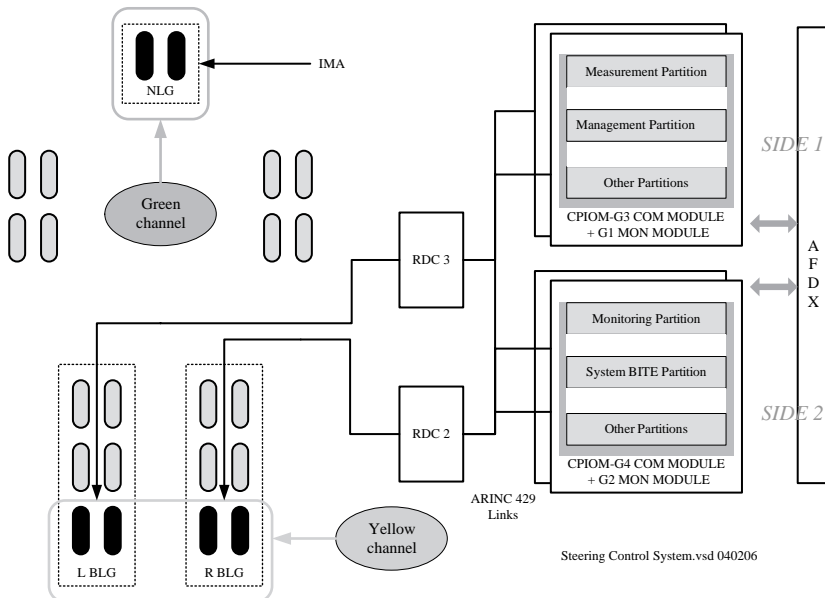 IMA
NLG
Green
channel
Measurement Partition
Management Partition
Other Partitions
CPIOM-G3 COM MODULE
+ G1 MON MODULE
SIDE 1
RDC 3
A
F
D
X
Monitoring Partition
System BITE Partition
Other Partitions
CPIOM-G4 COM MODULE
+ G2 MON MODULE
SIDE 2
RDC 2
ARINC 429
Links
Yellow
channel
L BLG
R BLG
Steering Control System.vsd 040206